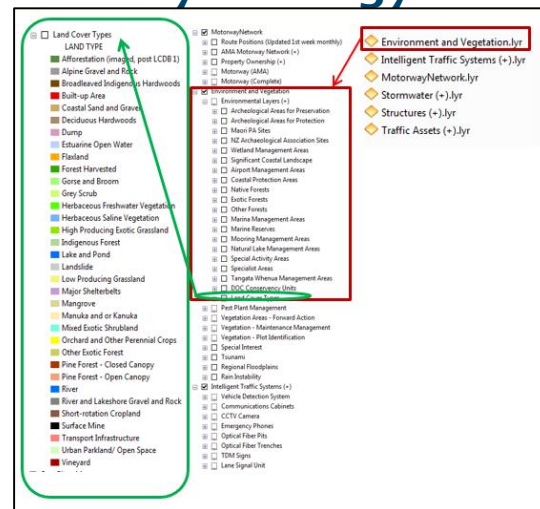 Land Cover Types
LAND TYPE
Afforestation (imaged, post LCDB 1)
Alpine Gravel and Rock
Broadleaved Indigenous Hardwoods
Built-up Area
Coastal Sand and Gravel
Deciduous Hardwoods
Dump
Estuarine Open Water
Flaxland
Forest Harvested
Gorse and Broom
Grey Scrub
Herbaceous Freshwater Vegetation
Herbaceous Saline Vegetation
High Producing Exotic Grassland
Indigenous Forest
Lake and Pond
Landslide
Low Producing Grassland
Major Shelterbelts
Mangrove
Manuka and or Kanuka
Mixed Exotic Shrubland
Orchard and Other Perennial Crops
Other Exotic Forest
Pine Forest - Closed Canopy
Pine Forest - Open Canopy
River
River and Lakeshore Gravel and Rock
Short-rotation Cropland
Surface Mine
Transport Infrastructure
Urban Parkland/ Open Space
Vineyard
MotorwayNetwork
Route Positions (Updated 1st week monthly)
AMA Motorway Network (+)
Property Ownership (+)
Motorway (AMA)
Motorway (Complete)
Environment and Vegetation
Environmental Layers (+)
Archeological Areas for Preservation
Archeological Areas for Protection
Maori PA Sites
NZ Archaeological Association Sites
Wetland Management Areas
Significant Coastal Landscape
Airport Management Areas
Coastal Protection Areas
Native Forests
Exotic Forests
Other Forests
Marina Management Areas
Marine Reserves
Mooring Management Areas
Natural Lake Management Areas
Special Activity Areas
Specialist Areas
Tangata Whenua Management Areas
DOC Conservency Units
Land Cover Types
Pest Plant Management
Vegetation Areas - Forward Action
Vegetation - Maintenance Management
Vegetation - Plot Identification
Special Interest
Tsunami
Regional Floodplains
Rain Instability
Intelligent Traffic Systems (+)
Vehicle Detection System
Communications Cabinets
CCTV Camera
Emergency Phones
Optical Fiber Pits
Optical Fiber Trenches
TDM Signs
Lane Signal Unit
Environment and Vegetation.lyr
Intelligent Traffic Systems (+).lyr
MotorwayNetwork.lyr
Stormwater (+).lyr
Structures (+).lyr
Traffic Assets (+).lyr